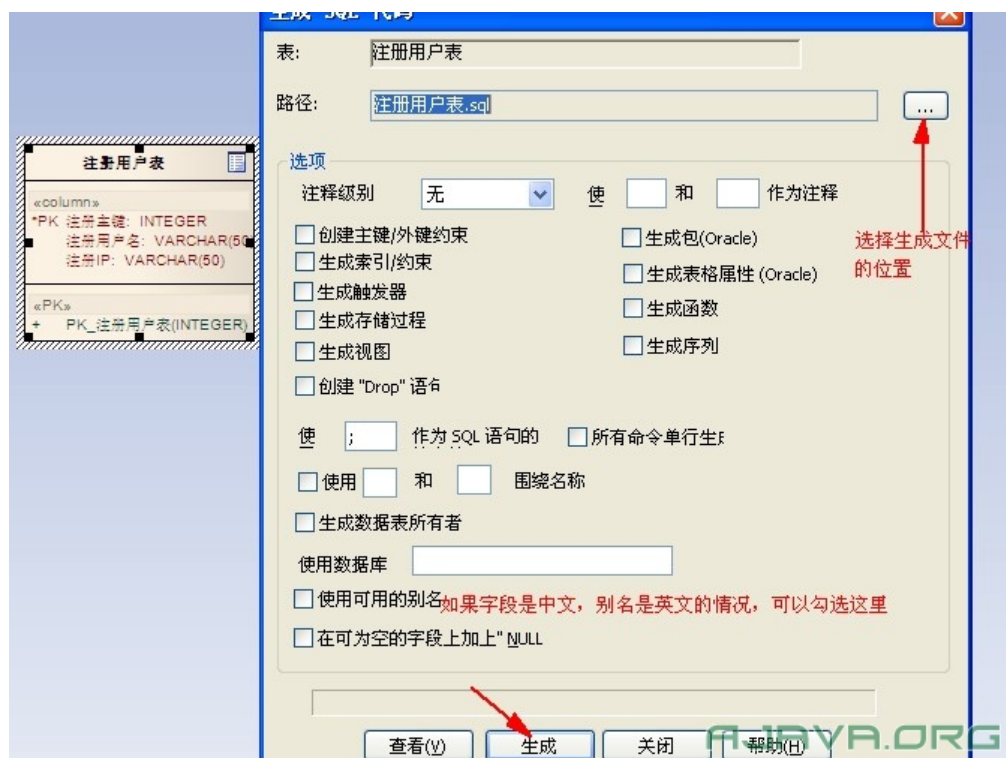 生成 SQL 代码
表: 注册用户表
路径: 注册用户表.sql ...
选项
注释级别 无 使 和 作为注释
创建主键/外键约束 生成包(Oracle)
生成索引/约束 生成表格属性 (Oracle)
生成触发器 生成函数
生成存储过程 生成序列
生成视图
创建 "Drop" 语句
使 ; 作为 SQL 语句的 所有命令单行生成
使用 和 围绕名称
生成数据表所有者
使用数据库
使用可用的别名 如果字段是中文，别名是英文的情况，可以勾选这里
在可为空的字段上加上" NULL
查看(V) 生成 关闭 帮助(H)
选择生成文件
的位置
注册用户表
«column»
*PK 注册主键: INTEGER
注册用户名: VARCHAR(50
注册IP: VARCHAR(50)
«PK»
+ PK_注册用户表(INTEGER)
AJAVA.ORG